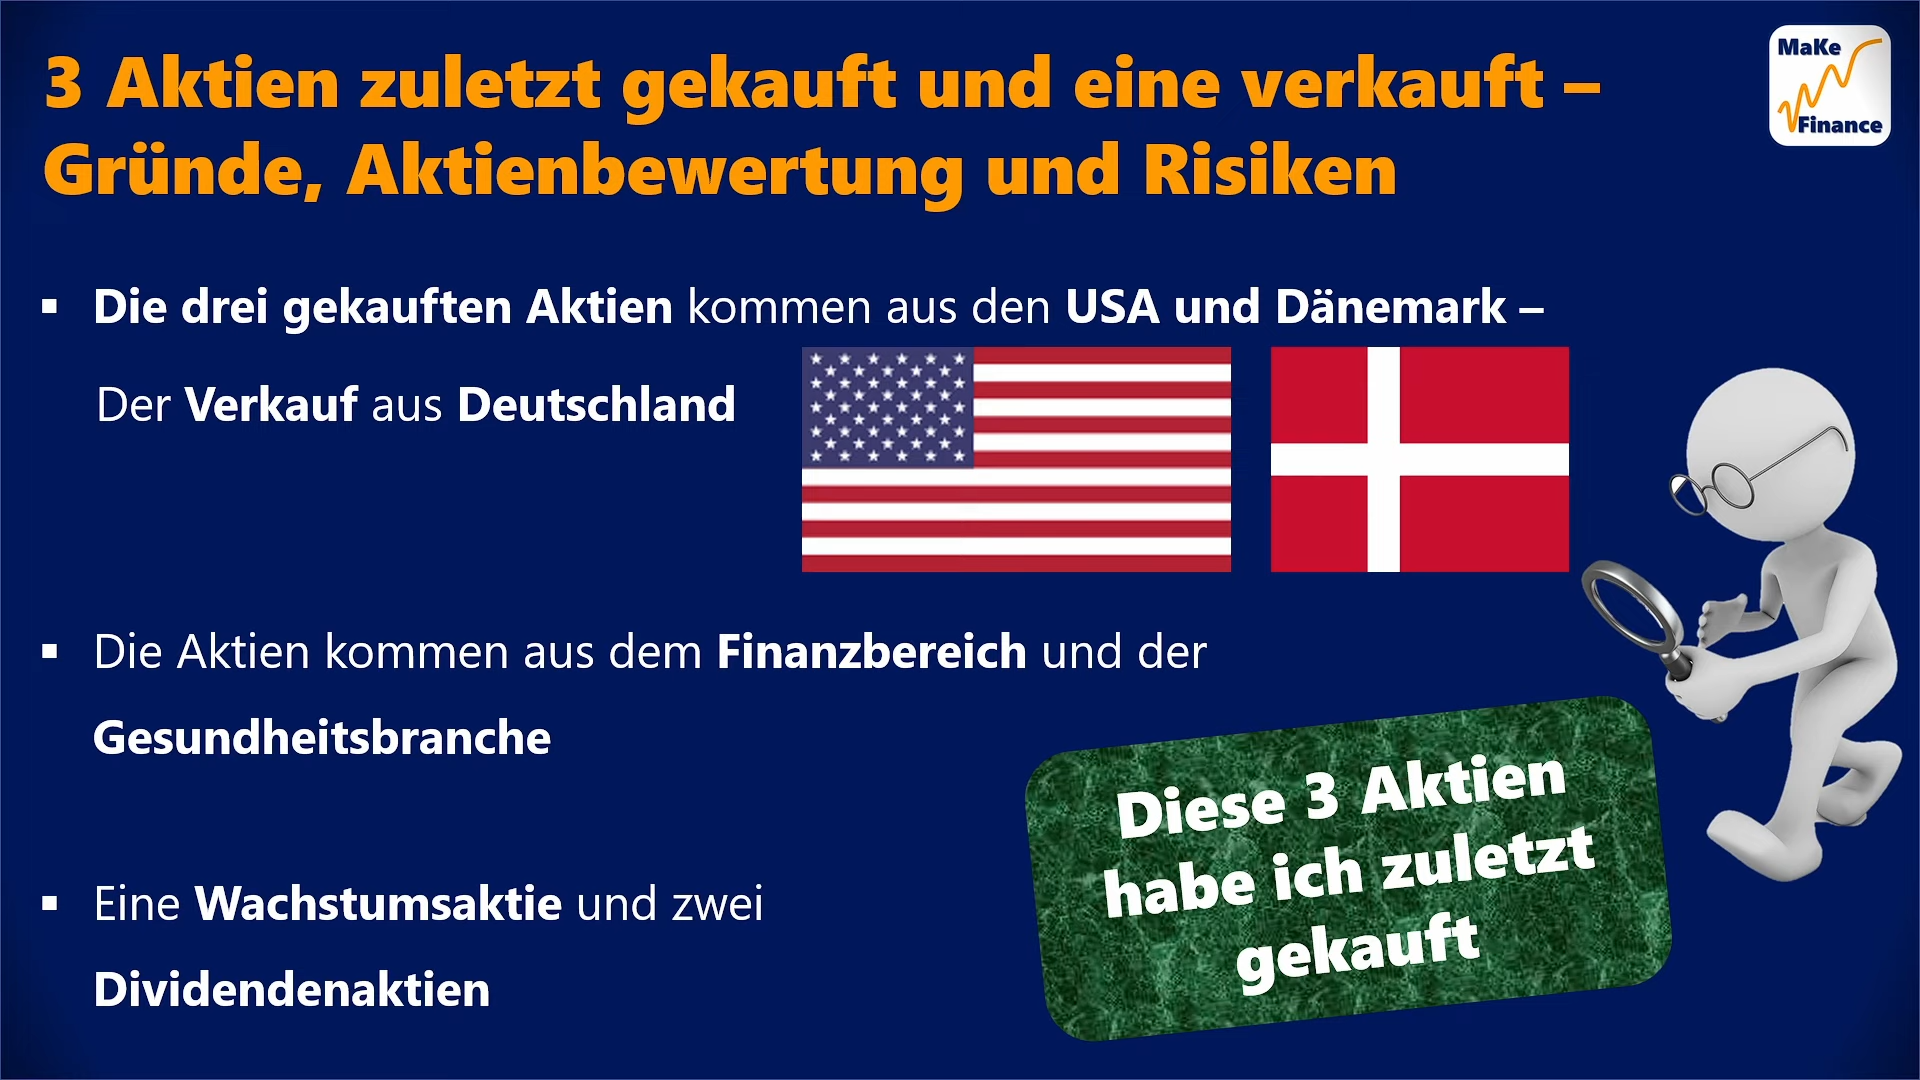 3 Aktien zuletzt gekauft und eine verkauft –
Gründe, Aktienbewertung und Risiken
MaKe
Finance
▪ Die drei gekauften Aktien kommen aus den USA und Dänemark –
Der Verkauf aus Deutschland
▪ Die Aktien kommen aus dem Finanzbereich und der
Gesundheitsbranche
▪ Eine Wachstumsaktie und zwei
Dividendenaktien
Diese 3 Aktien
habe ich zuletzt
gekauft